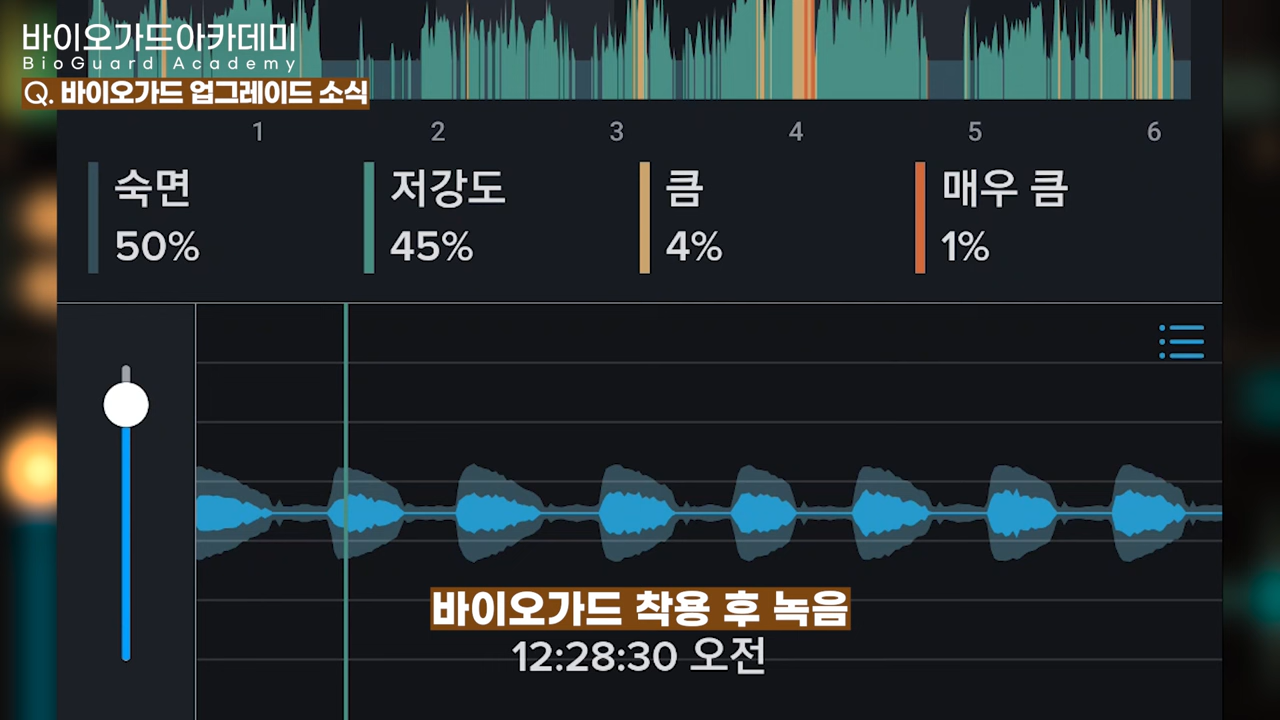 바이오가드아카데미
BioGuard Academy
Q. 바이오가드 업그레이드 소식
1 2 3 4 5 6
숙면 저강도 큼 매우 큼
50% 45% 4% 1%
바이오가드 착용 후 녹음
12:28:30 오전